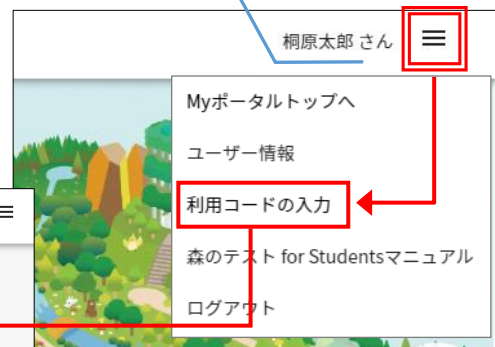 桐原太郎 さん
Myポータルトップへ
ユーザー情報
利用コードの入力
森のテスト for Studentsマニュアル
ログアウト